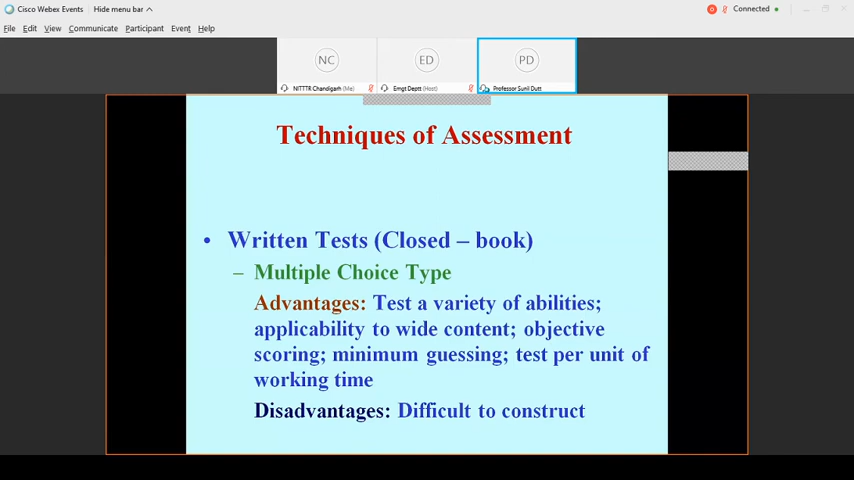 Cisco Webex Events Hide menu bar Connected
File Edit View Communicate Participant Event Help
NC ED PD
NITTTR Chandigarh (Me) Emgt Deptt (Host) Professor Sunil Dutt
Techniques of Assessment
• Written Tests (Closed – book)
– Multiple Choice Type
Advantages: Test a variety of abilities;
applicability to wide content; objective
scoring; minimum guessing; test per unit of
working time
Disadvantages: Difficult to construct